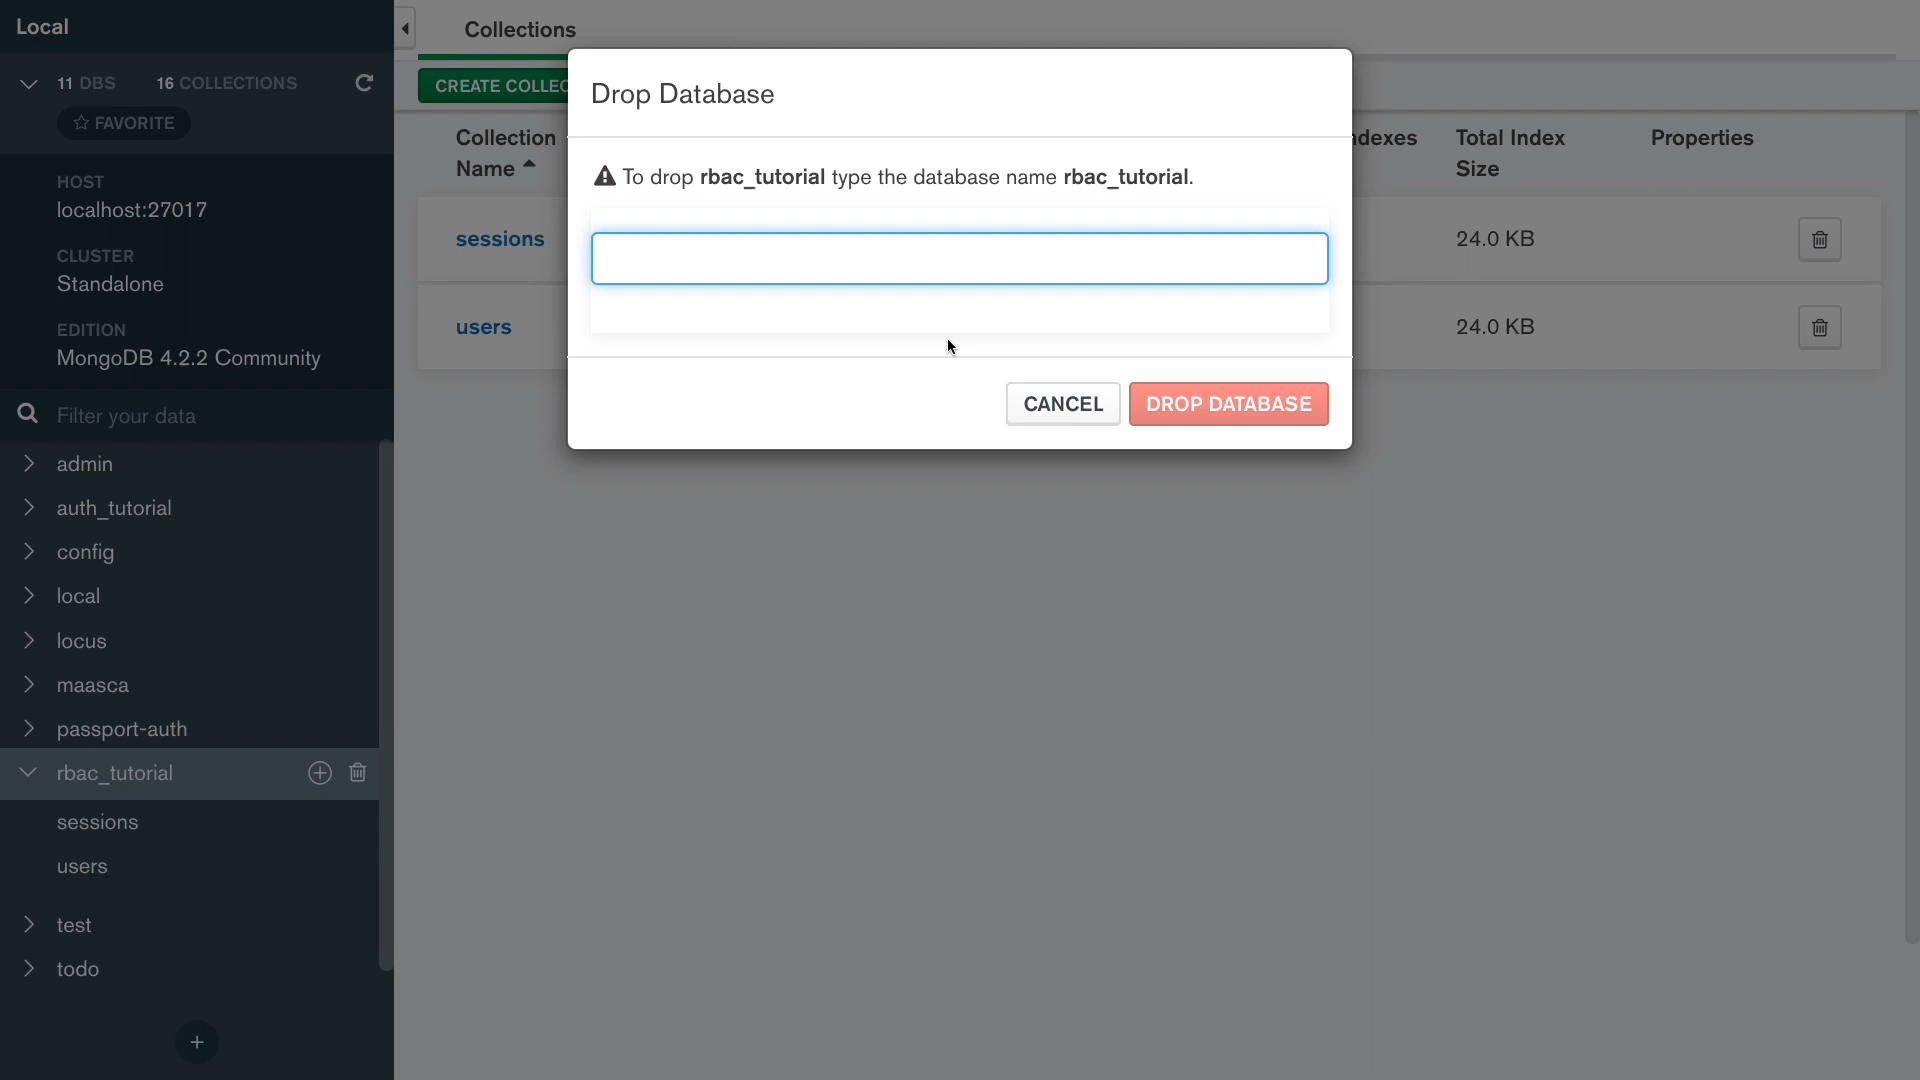 Local
11 DBS 16 COLLECTIONS
FAVORITE
HOST
localhost:27017
CLUSTER
Standalone
EDITION
MongoDB 4.2.2 Community
Filter your data
admin
auth_tutorial
config
local
locus
maasca
passport-auth
rbac_tutorial
sessions
users
test
todo
+
Collections
CREATE COLLEC
Collection
Name
ndexes
Total Index
Size
Properties
sessions
24.0 KB
users
24.0 KB
Drop Database
To drop rbac_tutorial type the database name rbac_tutorial.
CANCEL
DROP DATABASE